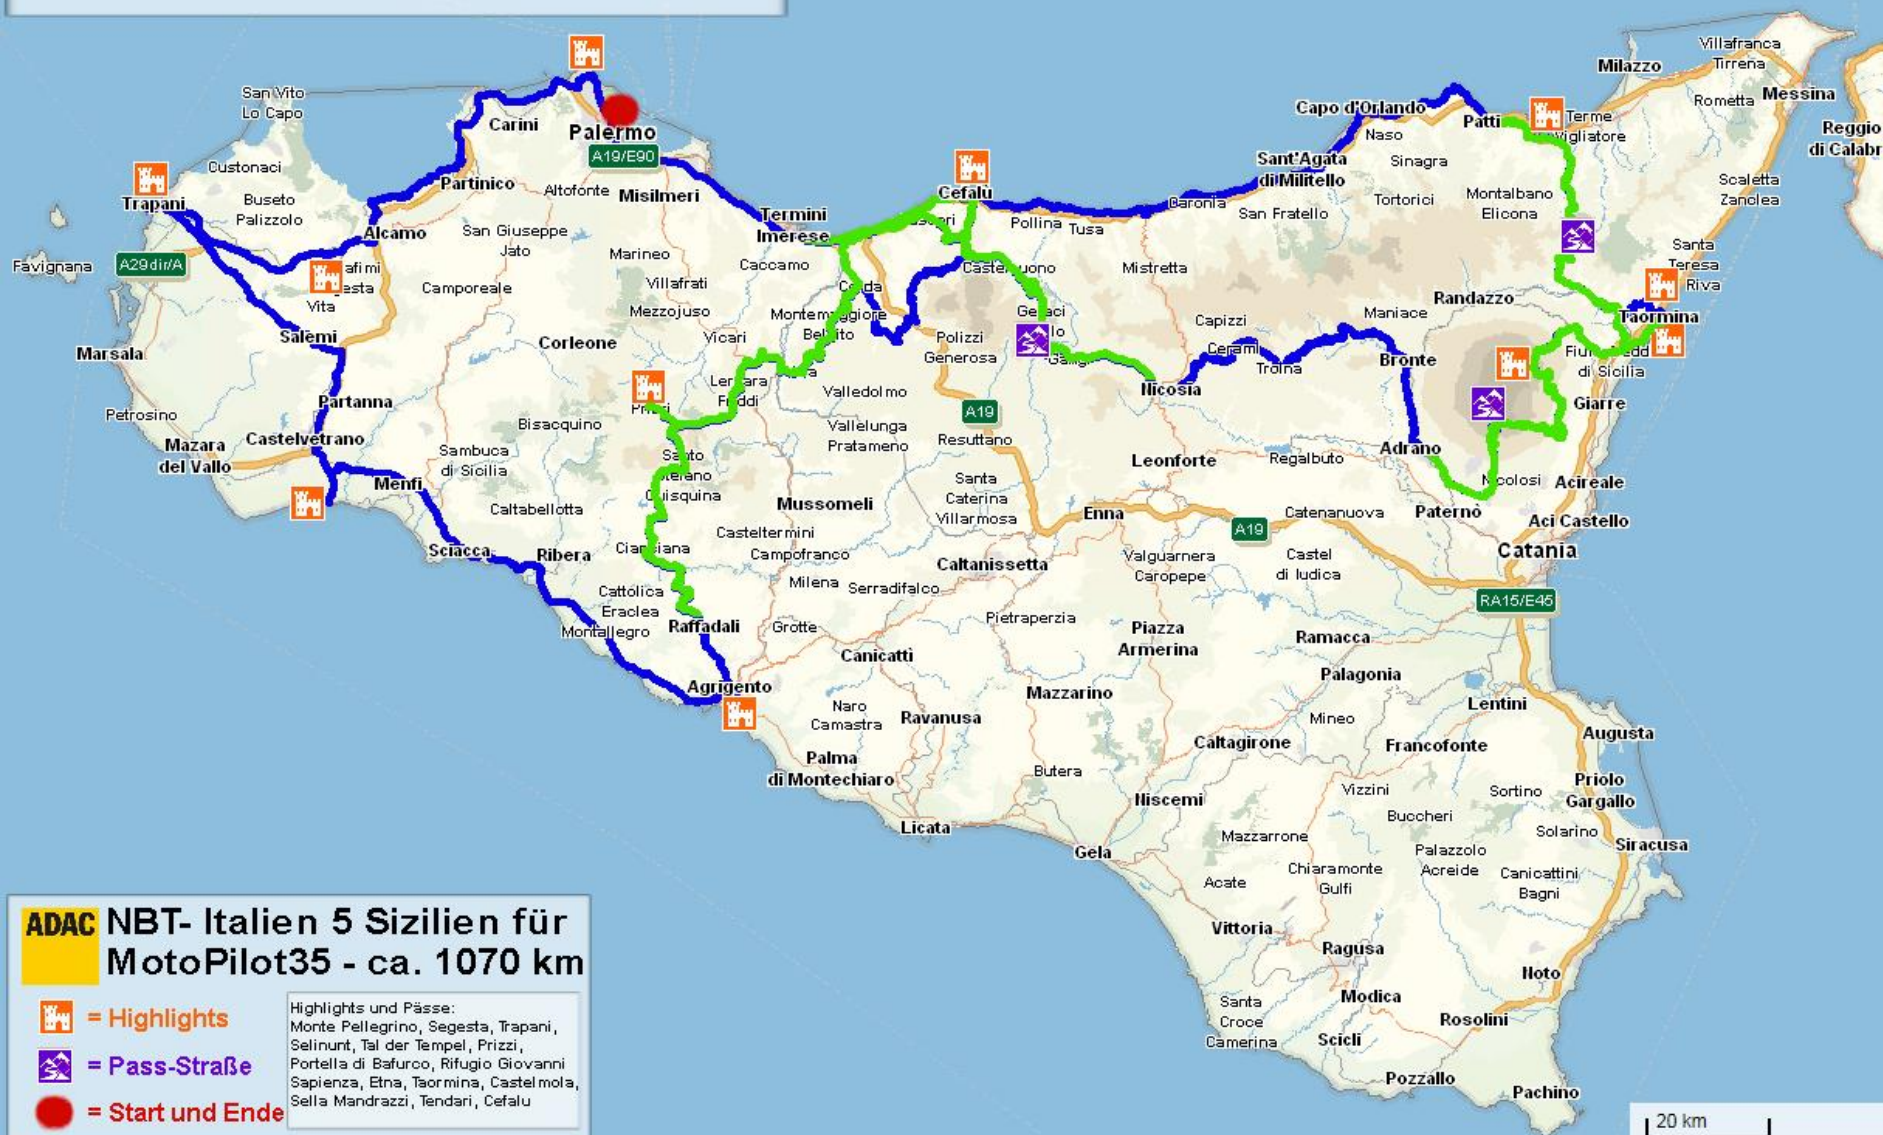 Villafranca
Tirrena
Milazzo
Messina
Rometta
San Vito
Lo Capo
Capo d'Orlando
Patti
Terme
Vigliatore
Carini
Palermo
Naso
Reggio
di Calabr
A19/E90
Sant'Agata
di Militello
Sinagra
Custonaci
Partinico
Altofonte
Misilmeri
Cefalù
Scaletta
Zanclea
Trapani
Buseto
Palizzolo
Caronia
Tortorici
Montalbano
Elicona
Termini
Imerese
Pollina
Tusa
San Fratello
Alcamo
San Giuseppe
Jato
Santa
Teresa
Riva
Favignana
A29dir/A
Marineo
Caccamo
Mistretta
Vita
Camporeale
Villafrati
Randazzo
Mezzojuso
Montemaggiore
Maniace
Taormina
Salemi
Corleone
Vicari
Polizzi
Generosa
Capizzi
Cerami
Troina
Bronte
di Sicilia
Marsala
Nicosia
Valledolmo
Giarre
Partanna
Petrosino
Bisacquino
Vallelunga
Pratameno
A19
Resuttano
Mazara
del Vallo
Castelvetrano
Sambuca
di Sicilia
Santo
Quisquina
Leonforte
Regalbuto
Adrano
Menfi
Santa
Caterina
Villarmosa
Nicolosi
Acireale
Caltabellotta
Mussomeli
Enna
A19
Catenanuova
Paterno
Aci Castello
Casteltermini
Campofranco
Sciacca
Ribera
Cianciana
Caltanissetta
Valguarnera
Caropepe
Castel
di Iudica
Catania
Milena
Serradifalco
Cattolica
Eraclea
RA15/E45
Montallegro
Raffadali
Grotte
Pietraperzia
Piazza
Armerina
Ramacca
Canicattì
Palagonia
Agrigento
Mazzarino
Naro
Camastra
Ravanusa
Mineo
Lentini
Caltagirone
Francofonte
Augusta
Palma
di Montechiaro
Butera
Niscemi
Vizzini
Sortino
Priolo
Gargallo
Licata
Buccheri
Mazzarrone
Solarino
Siracusa
Gela
Palazzolo
Acreide
Chiaramonte
Gulfi
Canicattini
Bagni
Acate
Vittoria
Ragusa
Noto
Santa
Croce
Camerina
Modica
Rosolini
Scicli
Pozzallo
Pachino
ADAC
NBT- Italien 5 Sizilien für
MotoPilot35 - ca. 1070 km
= Highlights
= Pass-Straße
= Start und Ende
Highlights und Pässe:
Monte Pellegrino, Segesta, Trapani,
Selinunt, Tal der Tempel, Prizzi,
Portella di Bafurco, Rifugio Giovanni
Sapienza, Etna, Taormina, Castelmola,
Sella Mandrazzi, Tendari, Cefalu
20 km